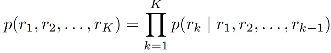 p(r_1, r_2, \ldots, r_K) = \prod_{k=1}^{K} p(r_k \mid r_1, r_2, \ldots, r_{k-1})